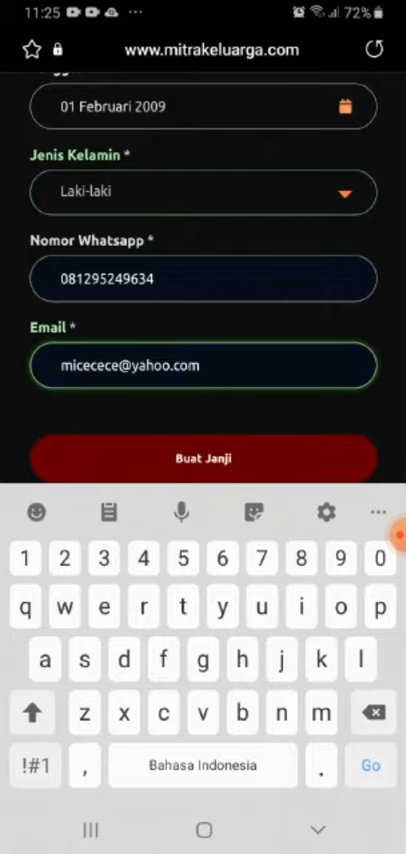 11:25 72%
www.mitrakeluarga.com
01 Februari 2009
Jenis Kelamin *
Laki-laki
Nomor Whatsapp *
081295249634
Email *
micecece@yahoo.com
Buat Janji
1 2 3 4 5 6 7 8 9 0
q w e r t y u i o p
a s d f g h j k l
z x c v b n m
!#1 , Bahasa Indonesia . Go